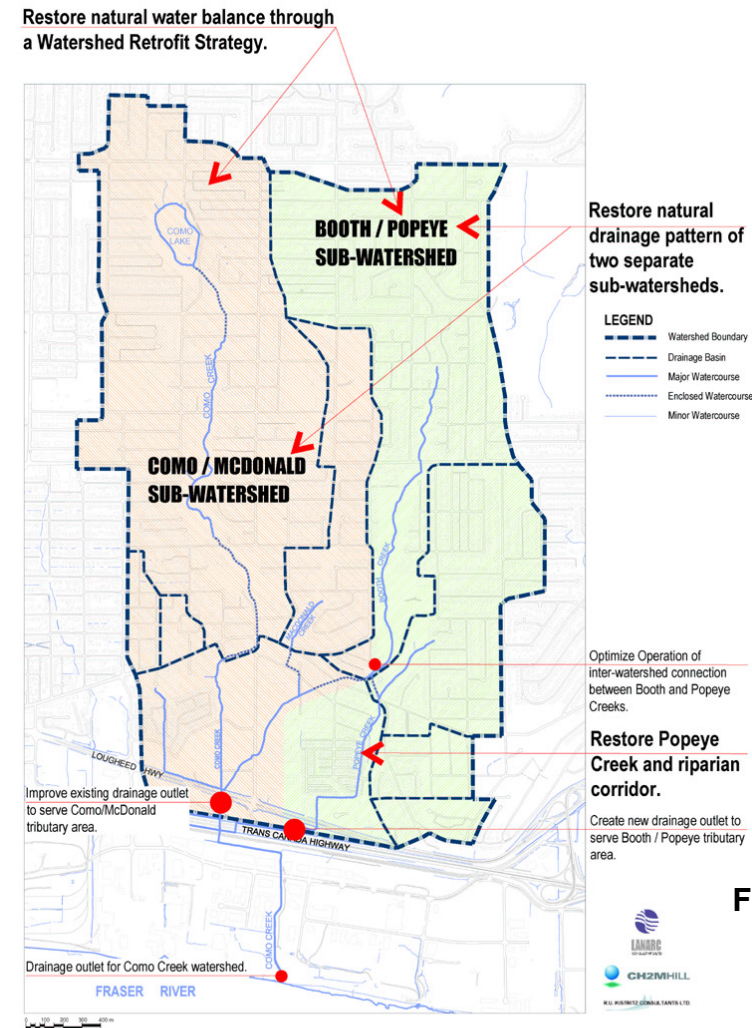 Restore natural water balance through
a Watershed Retrofit Strategy.
COMO
LAKE
BOOTH / POPEYE
SUB-WATERSHED
Restore natural
drainage pattern of
two separate
sub-watersheds.
LEGEND
Watershed Boundary
Drainage Basin
Major Watercourse
Enclosed Watercourse
Minor Watercourse
COMO CREEK
COMO / MCDONALD
SUB-WATERSHED
BOOTH CREEK
MACDONALD
CREEK
Optimize Operation of
inter-watershed connection
between Booth and Popeye
Creeks.
COMO CREEK
POPEYE CREEK
Restore Popeye
Creek and riparian
corridor.
LOUGHEED HWY
Improve existing drainage outlet
to serve Como/McDonald
tributary area.
TRANS CANADA HIGHWAY
Create new drainage outlet to
serve Booth / Popeye tributary
area.
F
COMO CREEK
LANARC
CH2MHILL
Drainage outlet for Como Creek watershed.
FRASER RIVER
0 100 200 300 400 m